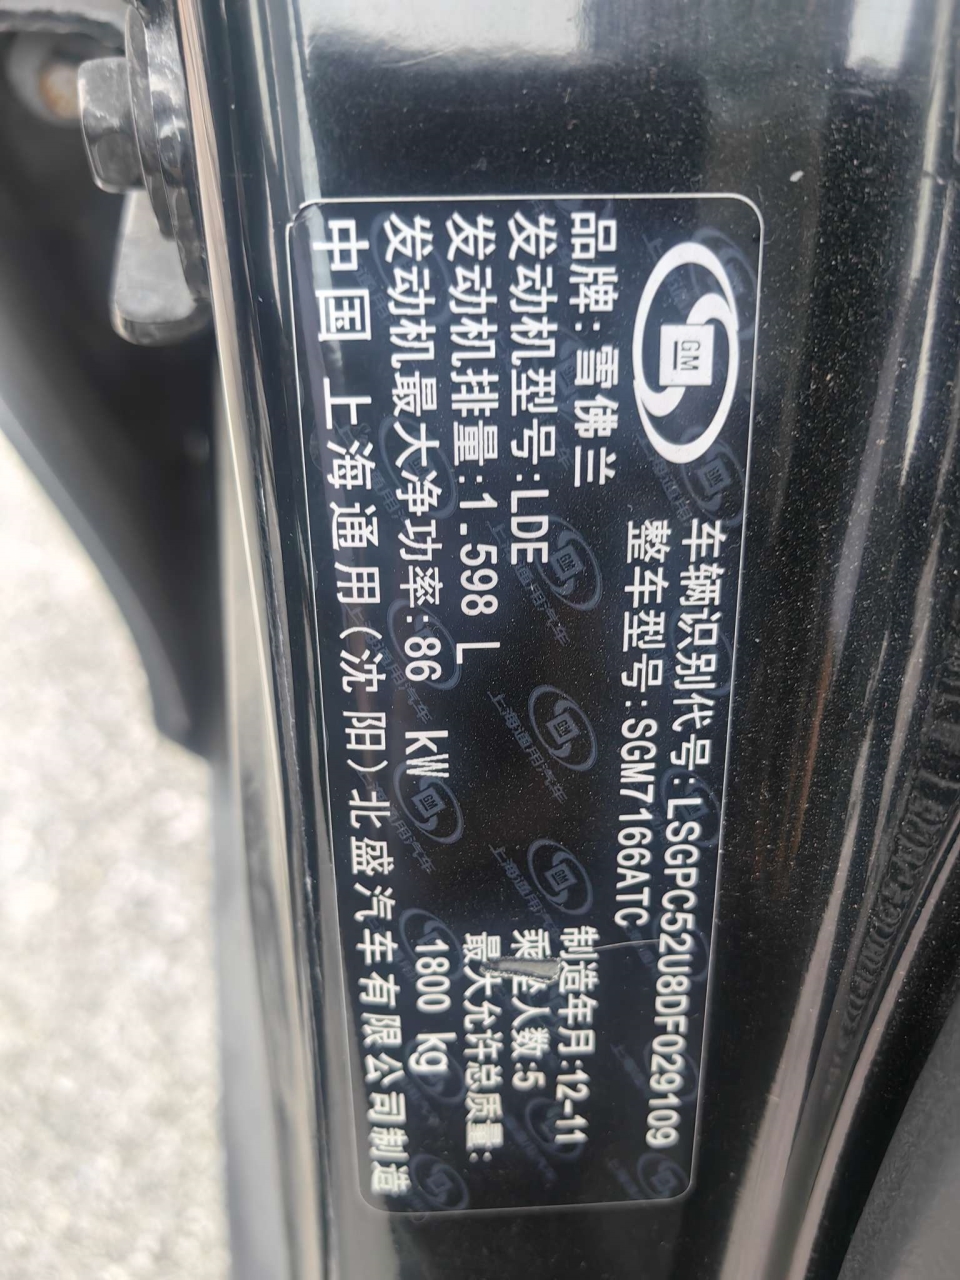 GM
车辆识别代号:LSGPC52U8DF029109
整车型号:SGM7166ATC
品牌:雪佛兰
发动机型号:LDE
发动机排量:1.598 L
发动机最大净功率:86 kW
制造年月:12-11
乘坐人数:5
最大允许总质量:
1800 kg
中国 上海通用(沈阳)北盛汽车有限公司制造